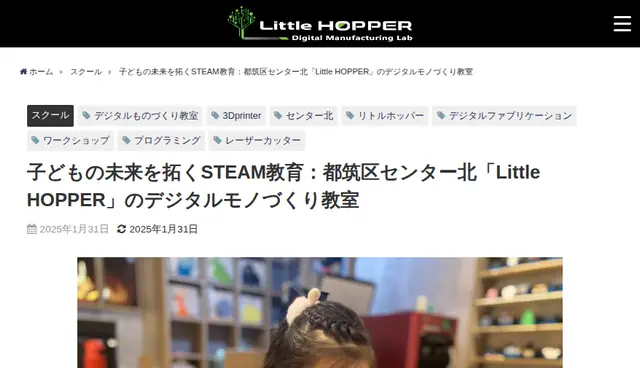 Little HOPPER
Digital Manufacturing Lab
ホーム スクール 子どもの未来を拓くSTEAM教育：都筑区センター北「Little HOPPER」のデジタルモノづくり教室
スクール デジタルものづくり教室 3Dprinter センター北 リトルホッパー デジタルファブリケーション
ワークショップ プログラミング レーザーカッター
子どもの未来を拓くSTEAM教育：都筑区センター北「Little
HOPPER」のデジタルモノづくり教室
2025年1月31日 2025年1月31日